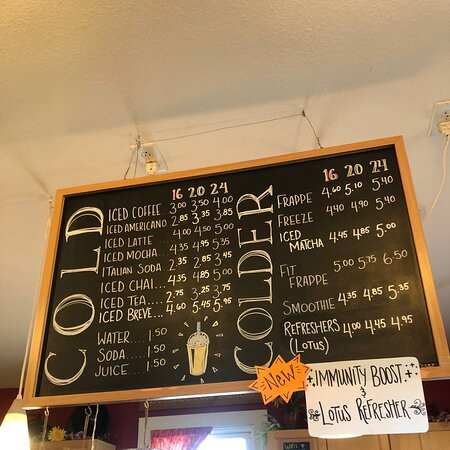 COLD
16 20 24
ICED COFFEE 3.00 3.50 4.00
ICED AMERICANO 2.85 3.35 3.85
ICED LATTE 4.00 4.50 5.00
ICED MOCHA 4.35 4.95 5.35
ITALIAN SODA 2.35 2.85
ICED CHAI 4.35 4.85 5.00
ICED TEA 2.75 3.25 3.75
ICED BREVE 4.60 5.45 5.95
WATER 1.50
SODA 1.50
JUICE 1.50
COLDER
16 20 24
FRAPPE 4.60 5.10 5.40
FREEZE 4.40 4.90 5.40
ICED
MATCHA 4.45 4.85 5.00
FIT
FRAPPE 5.00 5.75 6.50
SMOOTHIE 4.35 4.85 5.35
REFRESHERS 4.00 4.45 4.95
(LOTUS)
NEW
IMMUNITY BOOST
&
LOTUS REFRESHER